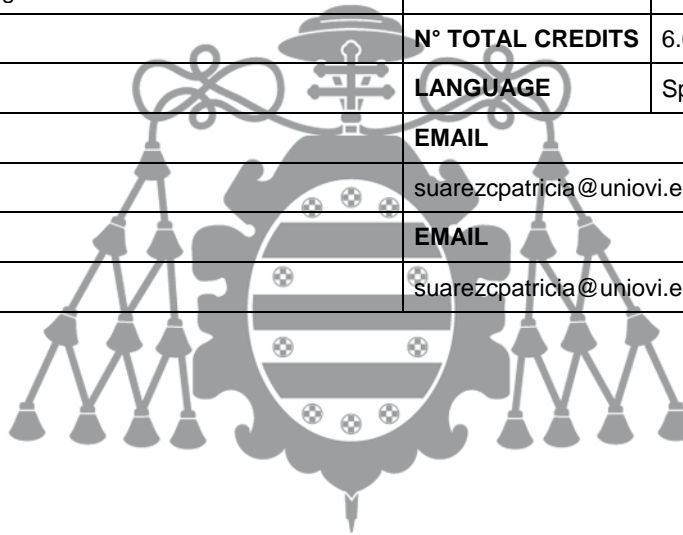 N° TOTAL CREDITS
LANGUAGE
EMAIL
suarezcpatricia@uniovi.e
EMAIL
suarezcpatricia@uniovi.e